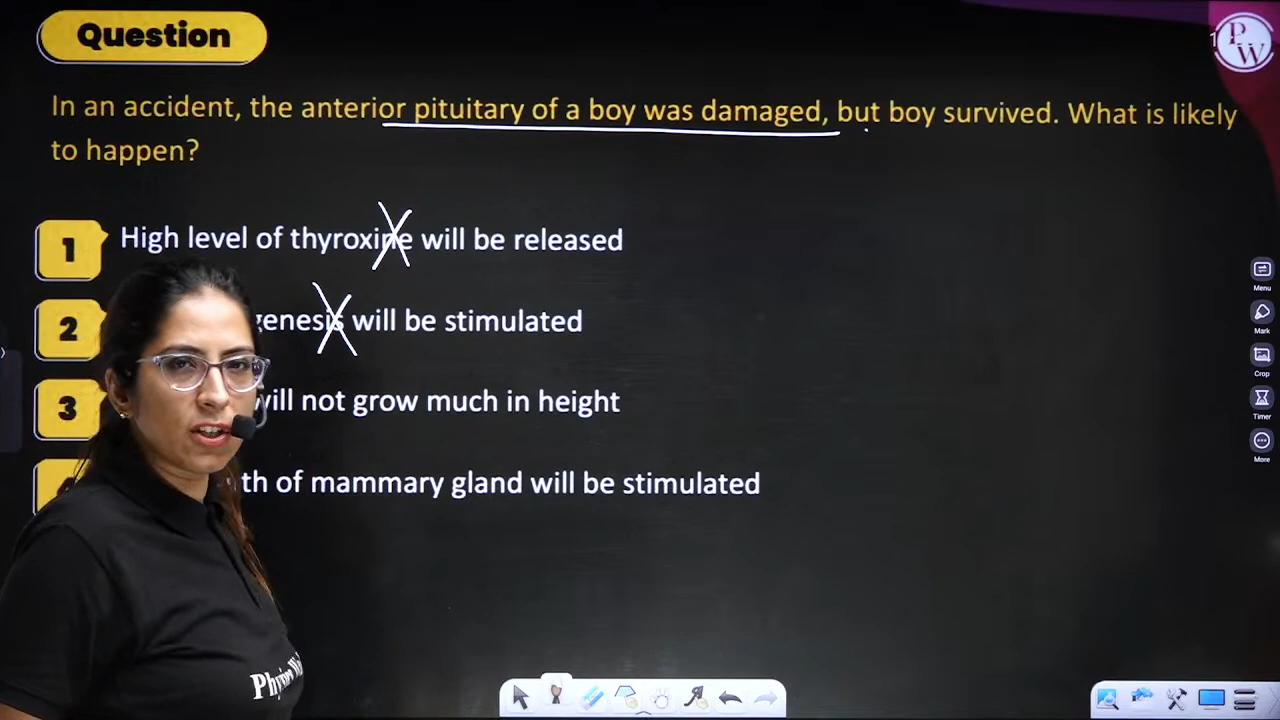 Question
P
W
In an accident, the anterior pituitary of a boy was damaged, but boy survived. What is likely
to happen?
1 High level of thyroxine will be released
2 genesis will be stimulated
3 will not grow much in height
th of mammary gland will be stimulated
Menu
Mark
Crop
Timer
More